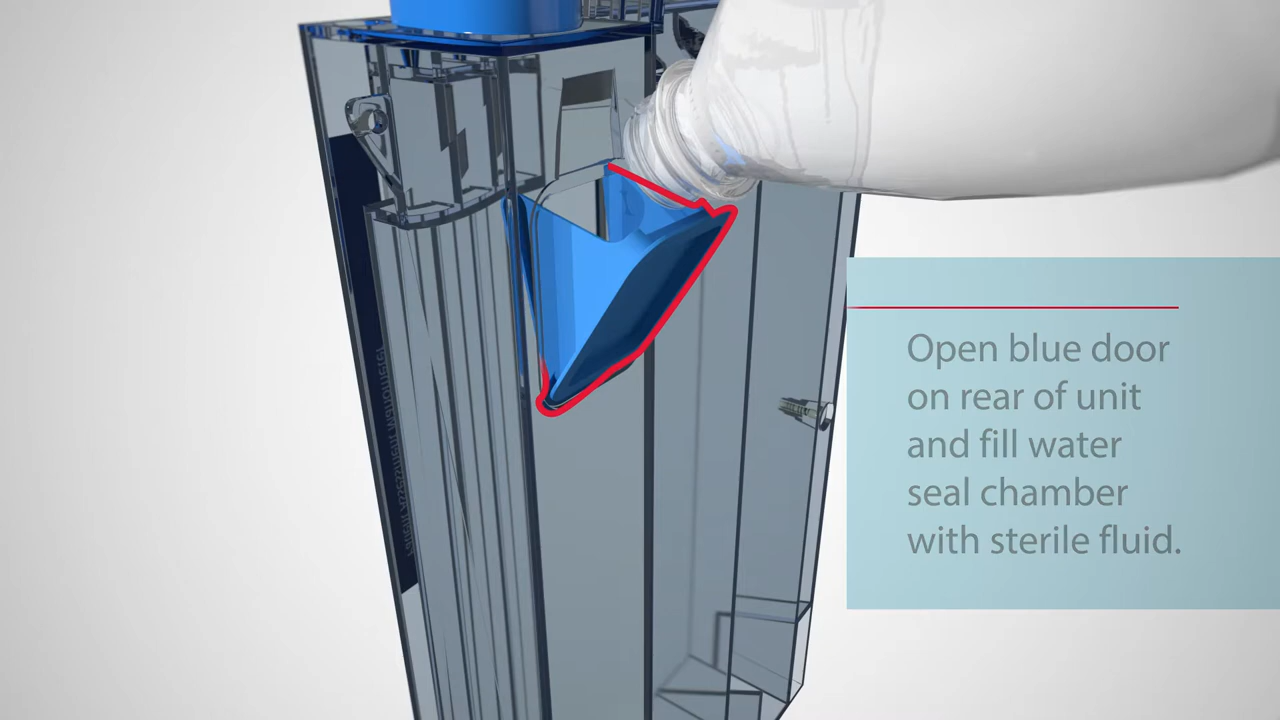 Open blue door
on rear of unit
and fill water
seal chamber
with sterile fluid.